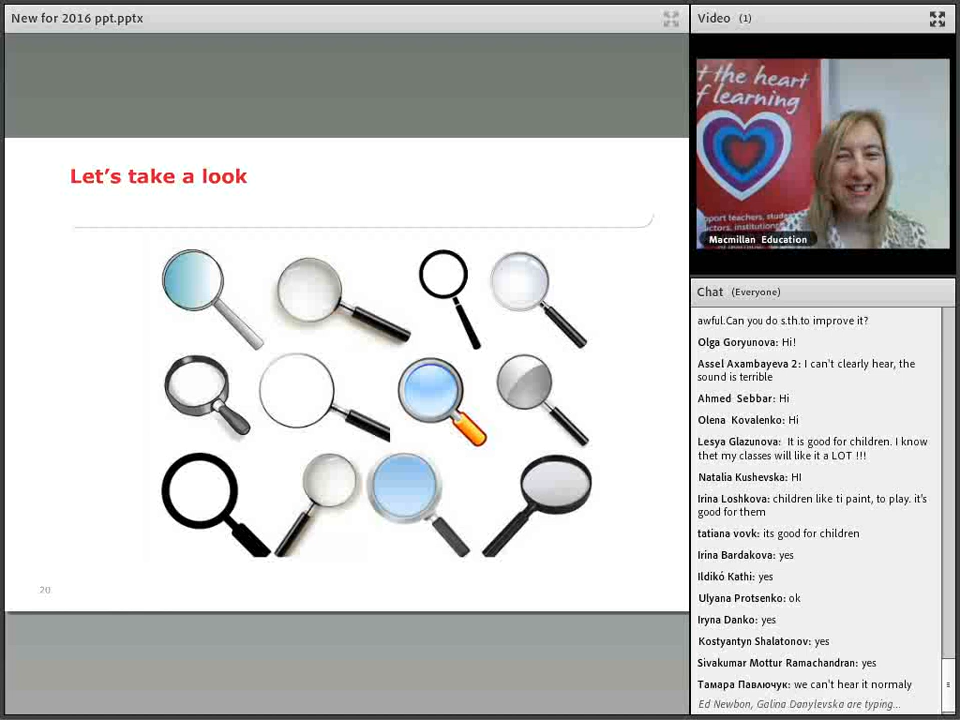 New for 2016 ppt.pptx
Let's take a look
20
Video (1)
t the heart
f learning
pport teachers, stude
ctors, institution
Macmillan Education
Chat (Everyone)
awful.Can you do s.th.to improve it?
Olga Goryunova: Hi!
Assel Axambayeva 2: I can't clearly hear, the
sound is terrible
Ahmed Sebbar: Hi
Olena Kovalenko: Hi
Lesya Glazunova: It is good for children. I know
thet my classes will like it a LOT !!!
Natalia Kushevska: HI
Irina Loshkova: children like ti paint, to play. it's
good for them
tatiana vovk: its good for children
Irina Bardakova: yes
Ildikó Kathi: yes
Ulyana Protsenko: ok
Iryna Danko: yes
Kostyantyn Shalatonov: yes
Sivakumar Mottur Ramachandran: yes
Тамара Павлючук: we can't hear it normaly
Ed Newbon, Galina Danylevska are typing...